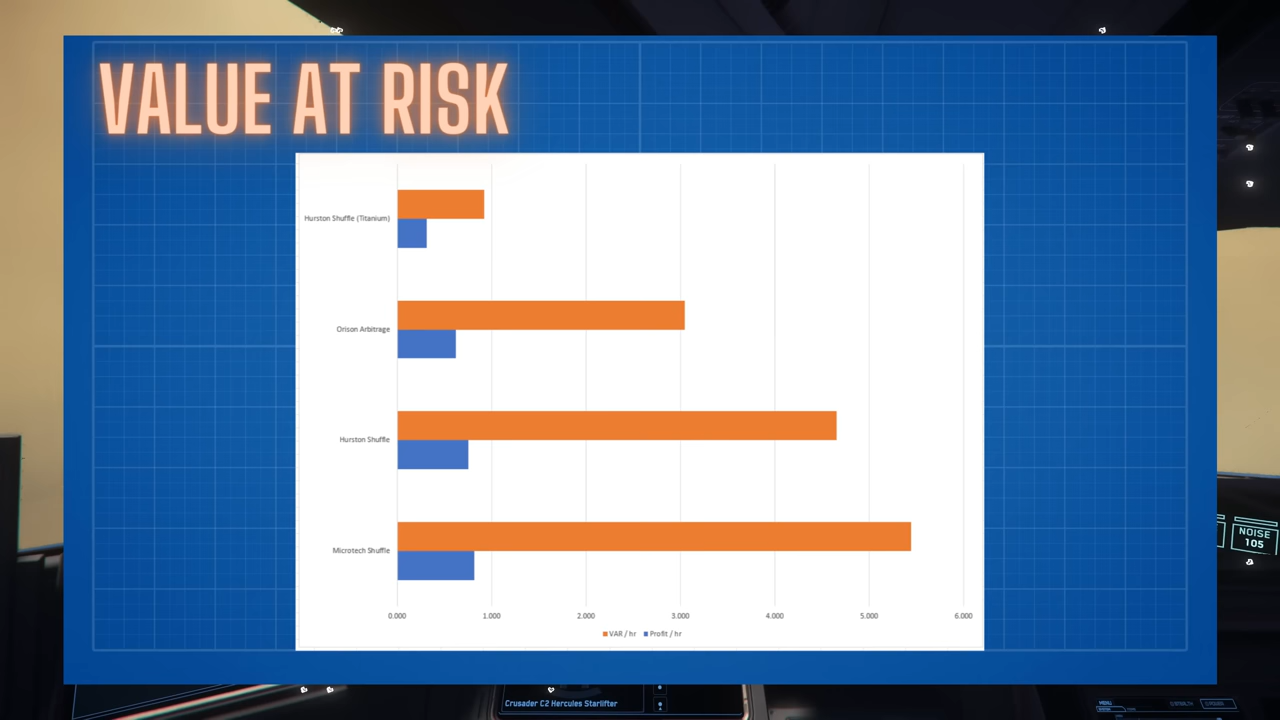 VALUE AT RISK
Hurston Shuffle (Titanium)
Orison Arbitrage
Hurston Shuffle
Microtech Shuffle
0.000 1.000 2.000 3.000 4.000 5.000 6.000
VAR / hr Profit / hr
NOISE
105
Crusader C2 Hercules Starlifter
MENU